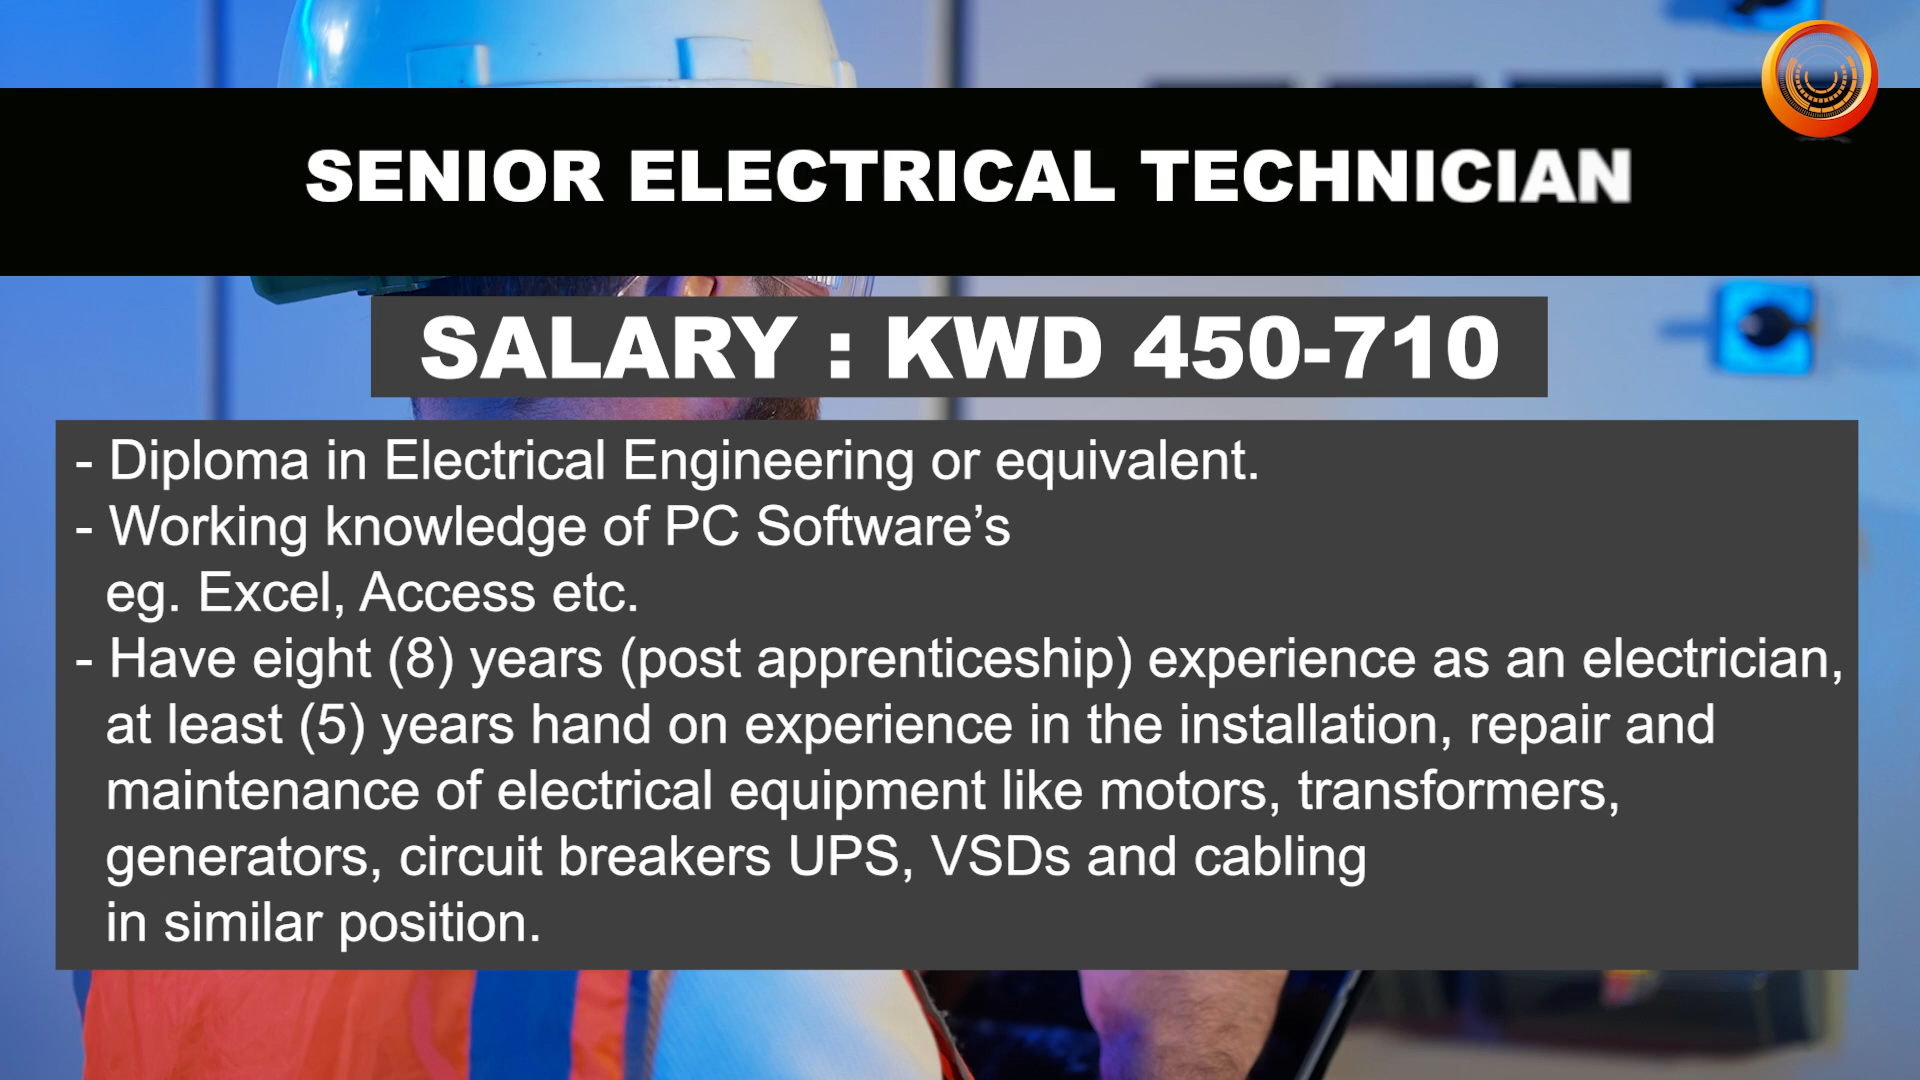 SENIOR ELECTRICAL TECHNICIAN
SALARY : KWD 450-710
- Diploma in Electrical Engineering or equivalent.
- Working knowledge of PC Software’s
eg. Excel, Access etc.
- Have eight (8) years (post apprenticeship) experience as an electrician,
at least (5) years hand on experience in the installation, repair and
maintenance of electrical equipment like motors, transformers,
generators, circuit breakers UPS, VSDs and cabling
in similar position.